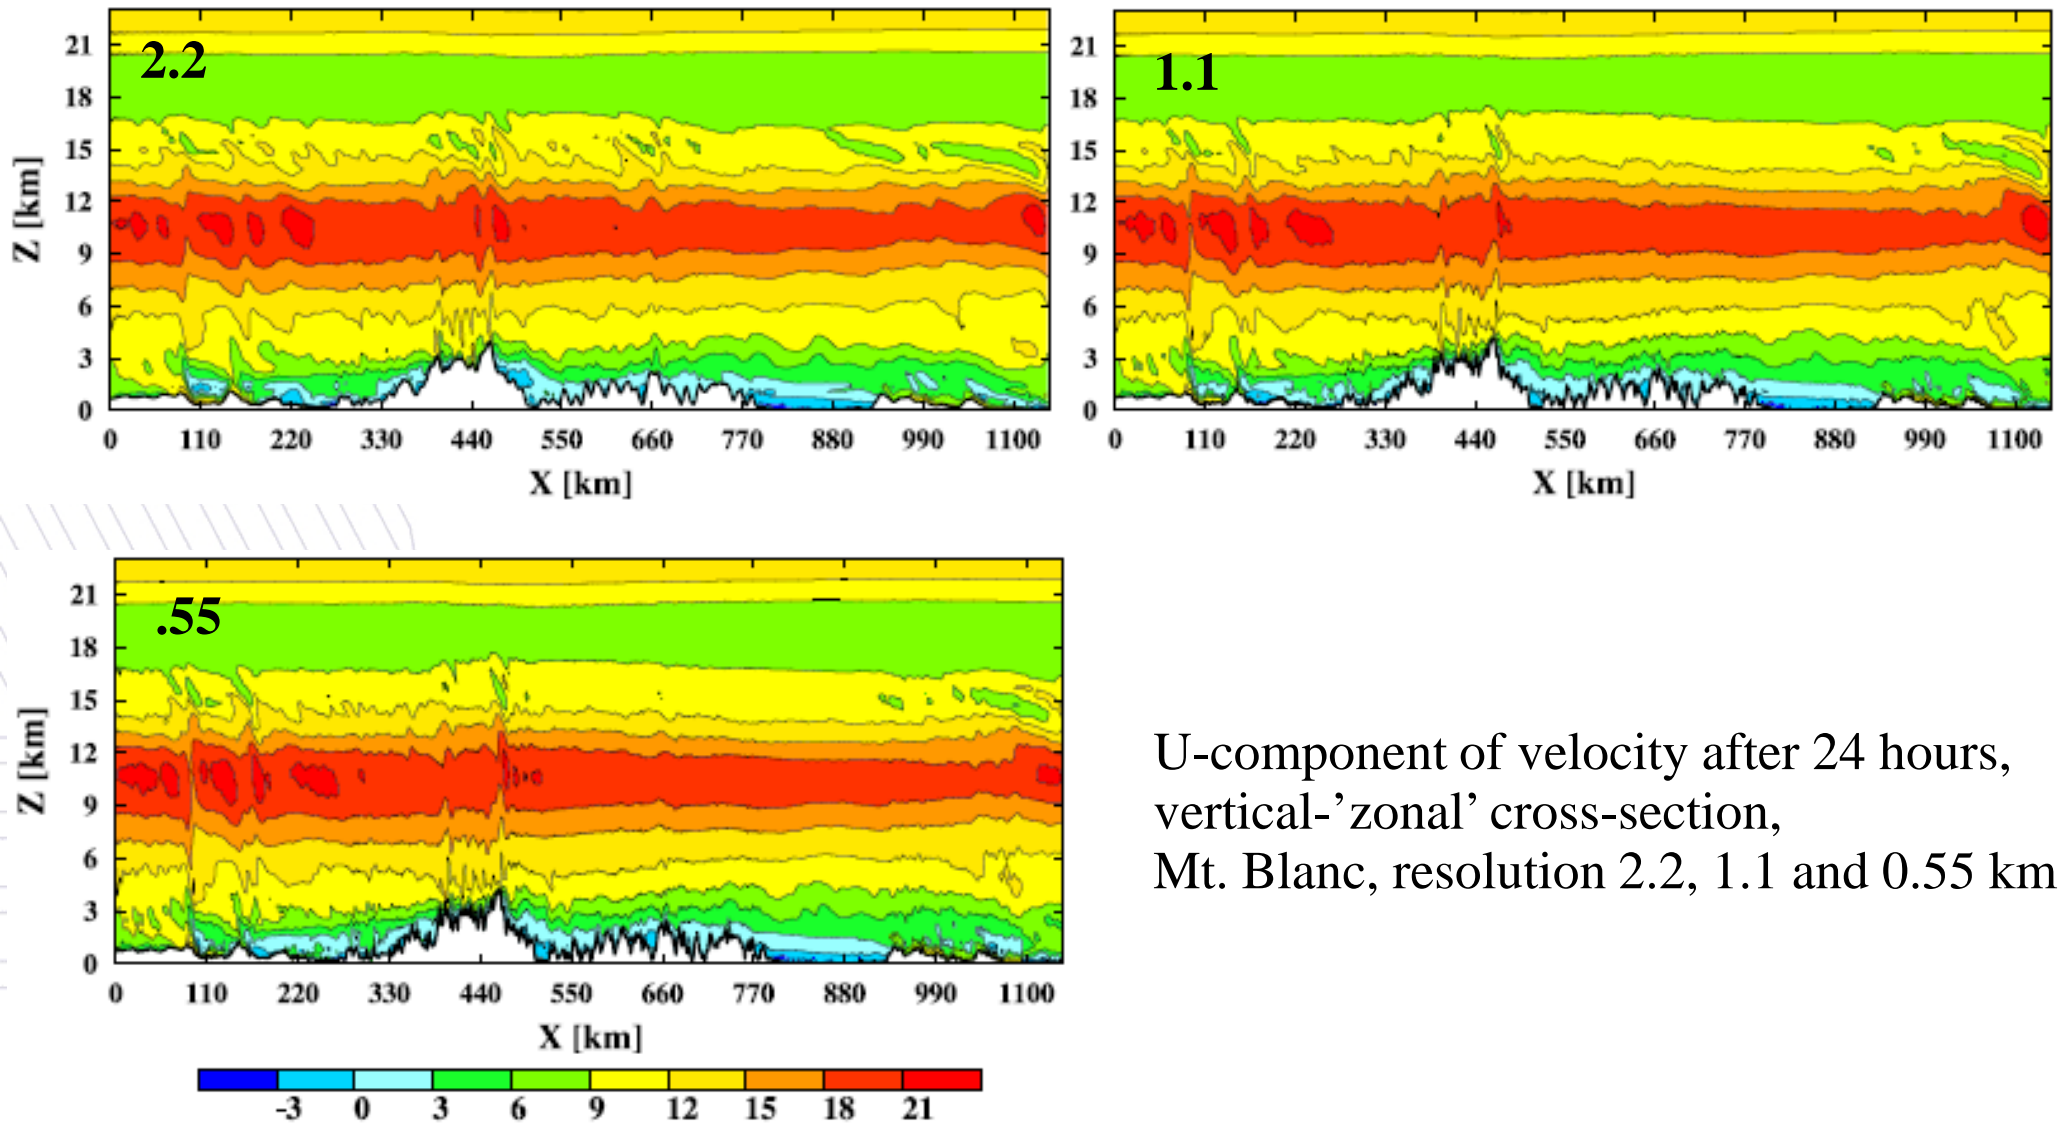 2.2
21
18
15
12
9
6
3
0
Z [km]
0 110 220 330 440 550 660 770 880 990 1100
X [km]
1.1
21
18
15
12
9
6
3
0
0 110 220 330 440 550 660 770 880 990 1100
X [km]
.55
21
18
15
12
9
6
3
0
Z [km]
0 110 220 330 440 550 660 770 880 990 1100
X [km]
-3 0 3 6 9 12 15 18 21
U-component of velocity after 24 hours,
vertical-’zonal’ cross-section,
Mt. Blanc, resolution 2.2, 1.1 and 0.55 km